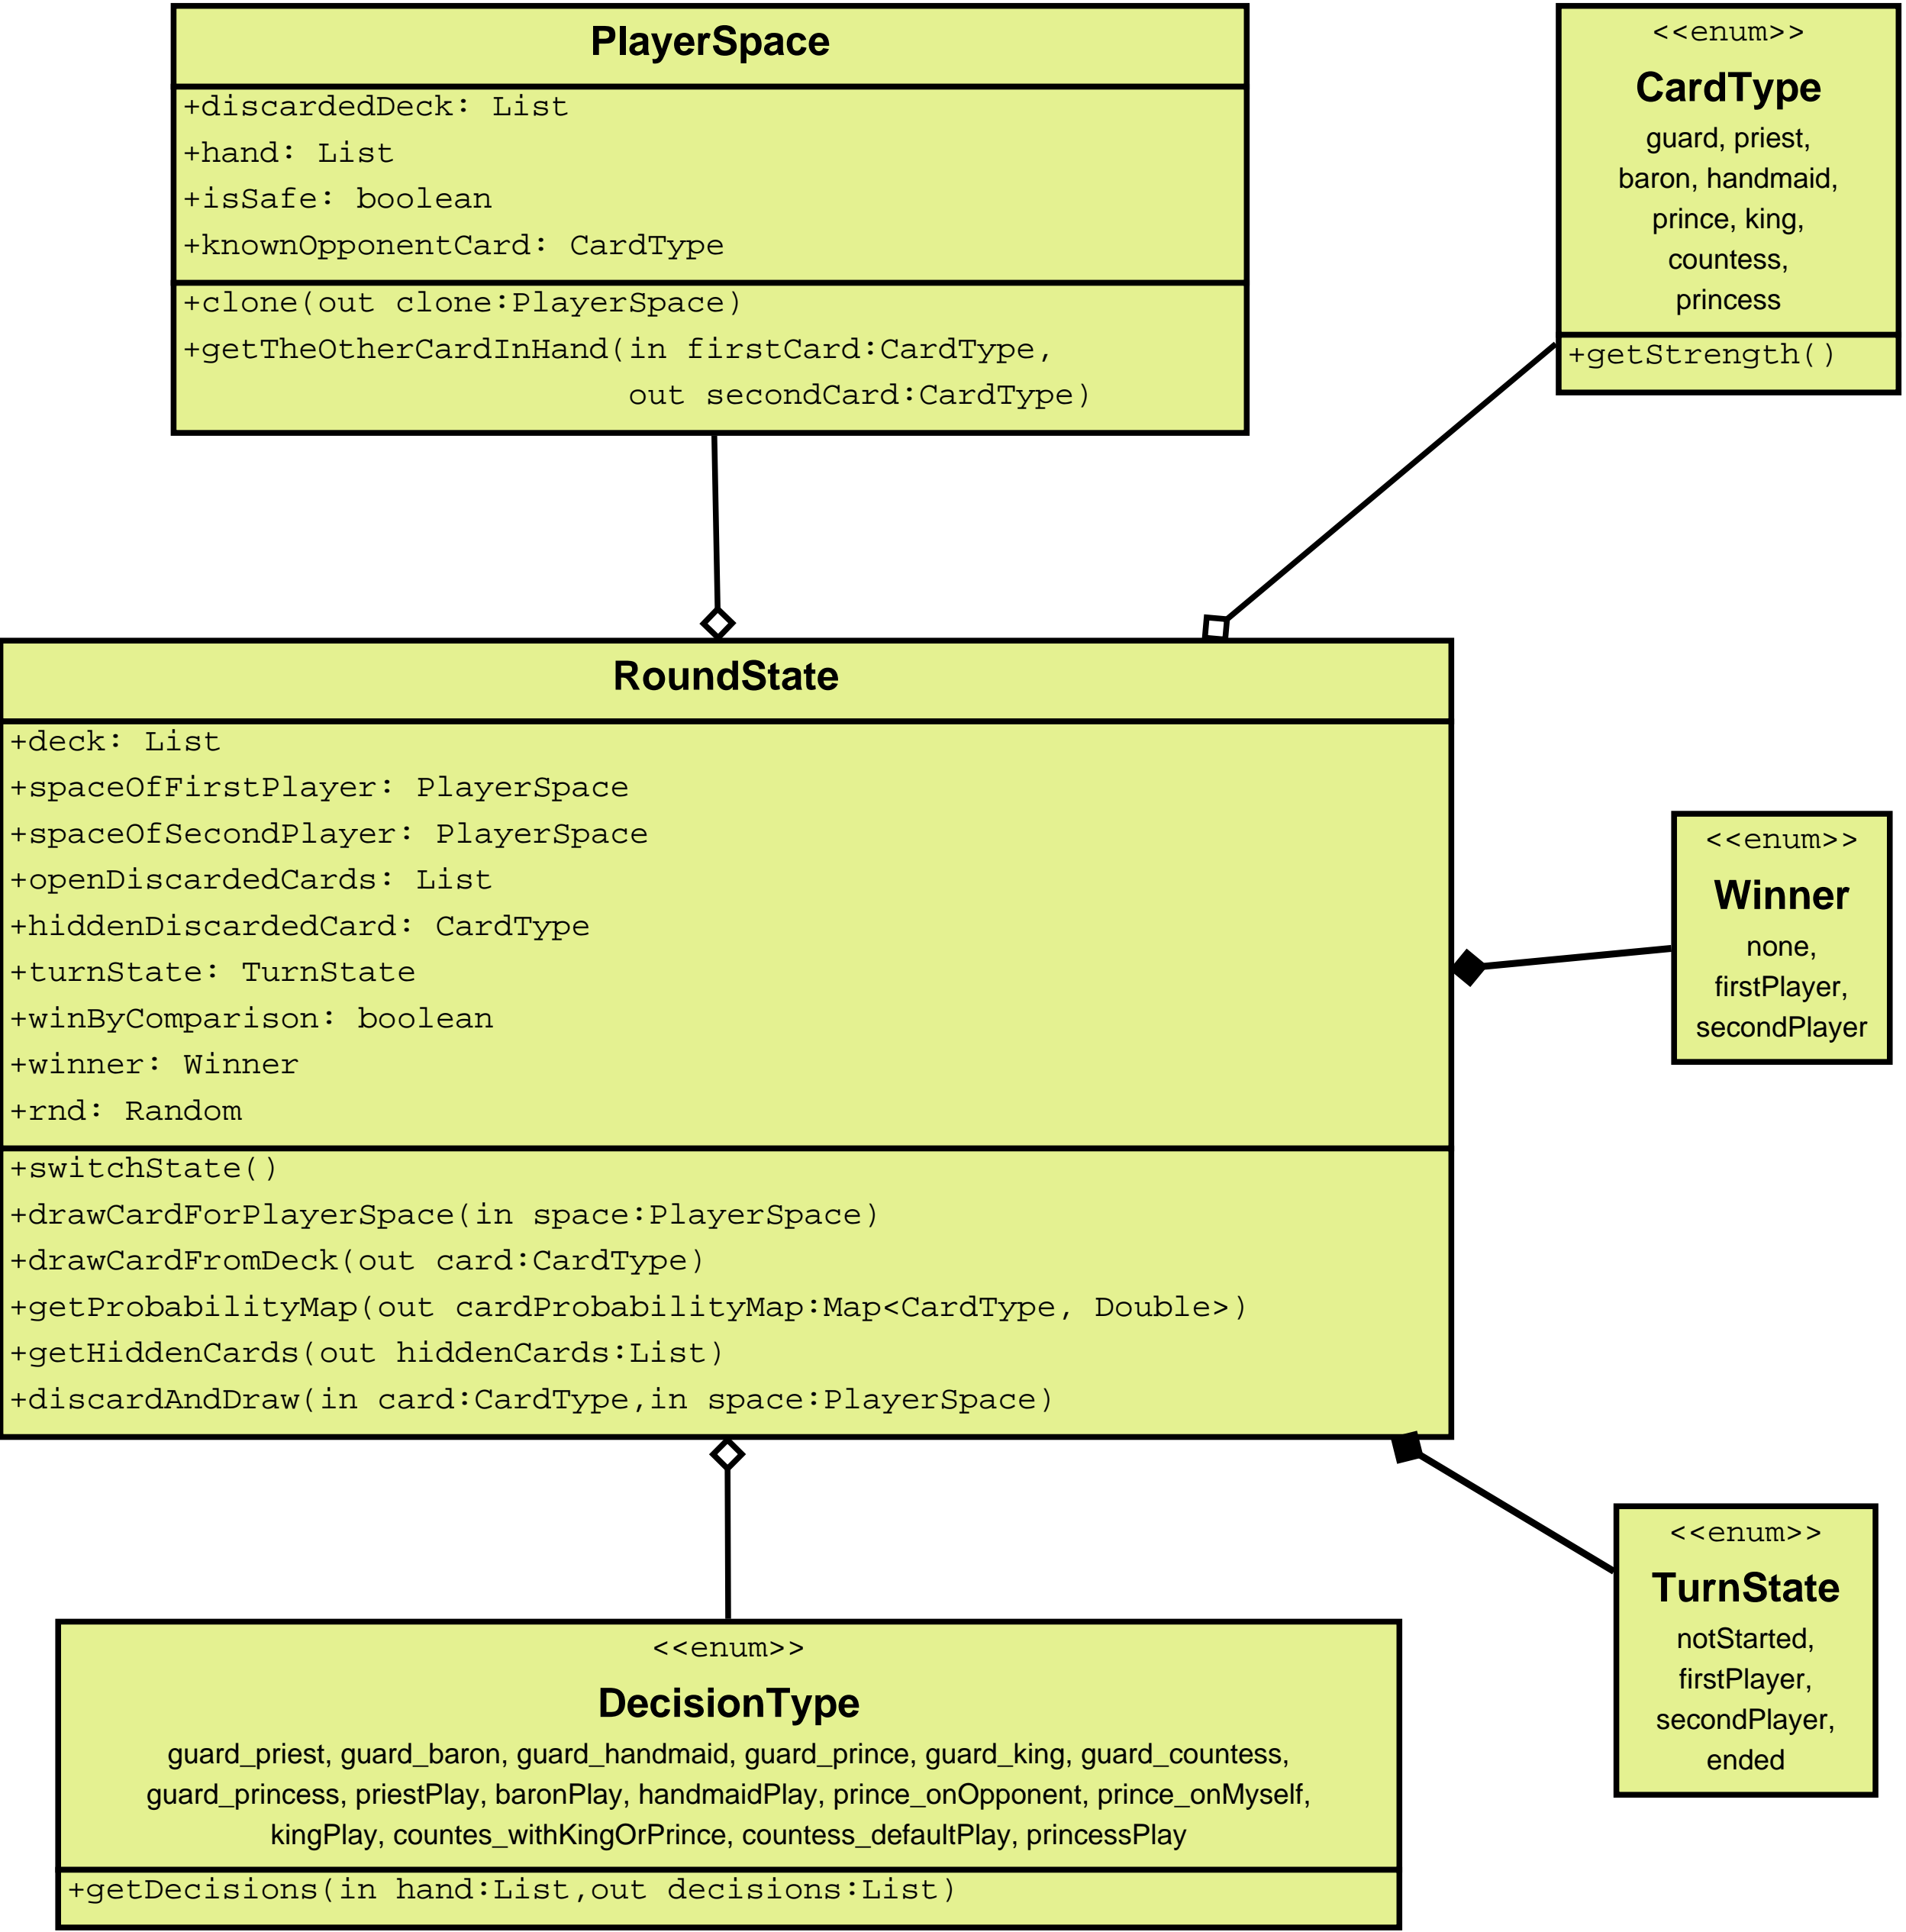 PlayerSpace
+discardedDeck: List
+hand: List
+isSafe: boolean
+knownOpponentCard: CardType
+clone(out clone:PlayerSpace)
+getTheOtherCardInHand(in firstCard:CardType,
out secondCard:CardType)
<<enum>>
CardType
guard, priest,
baron, handmaid,
prince, king,
countess,
princess
+getStrength()
RoundState
+deck: List
+spaceOfFirstPlayer: PlayerSpace
+spaceOfSecondPlayer: PlayerSpace
+openDiscardedCards: List
+hiddenDiscardedCard: CardType
+turnState: TurnState
+winByComparison: boolean
+winner: Winner
+rnd: Random
+switchState()
+drawCardForPlayerSpace(in space:PlayerSpace)
+drawCardFromDeck(out card:CardType)
+getProbabilityMap(out cardProbabilityMap:Map<CardType, Double>)
+getHiddenCards(out hiddenCards:List)
+discardAndDraw(in card:CardType,in space:PlayerSpace)
<<enum>>
Winner
none,
firstPlayer,
secondPlayer
<<enum>>
TurnState
notStarted,
firstPlayer,
secondPlayer,
ended
<<enum>>
DecisionType
guard_priest, guard_baron, guard_handmaid, guard_prince, guard_king, guard_countess,
guard_princess, priestPlay, baronPlay, handmaidPlay, prince_onOpponent, prince_onMyself,
kingPlay, countes_withKingOrPrince, countess_defaultPlay, princessPlay
+getDecisions(in hand:List,out decisions:List)